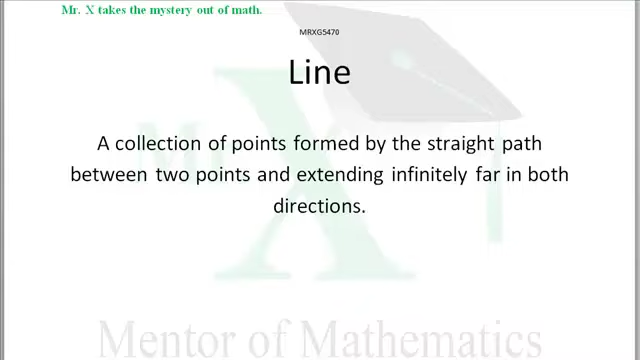 Mr. X takes the mystery out of math.
MRXG5470
Line
A collection of points formed by the straight path
between two points and extending infinitely far in both
directions.
Mr X
Mentor of Mathematics